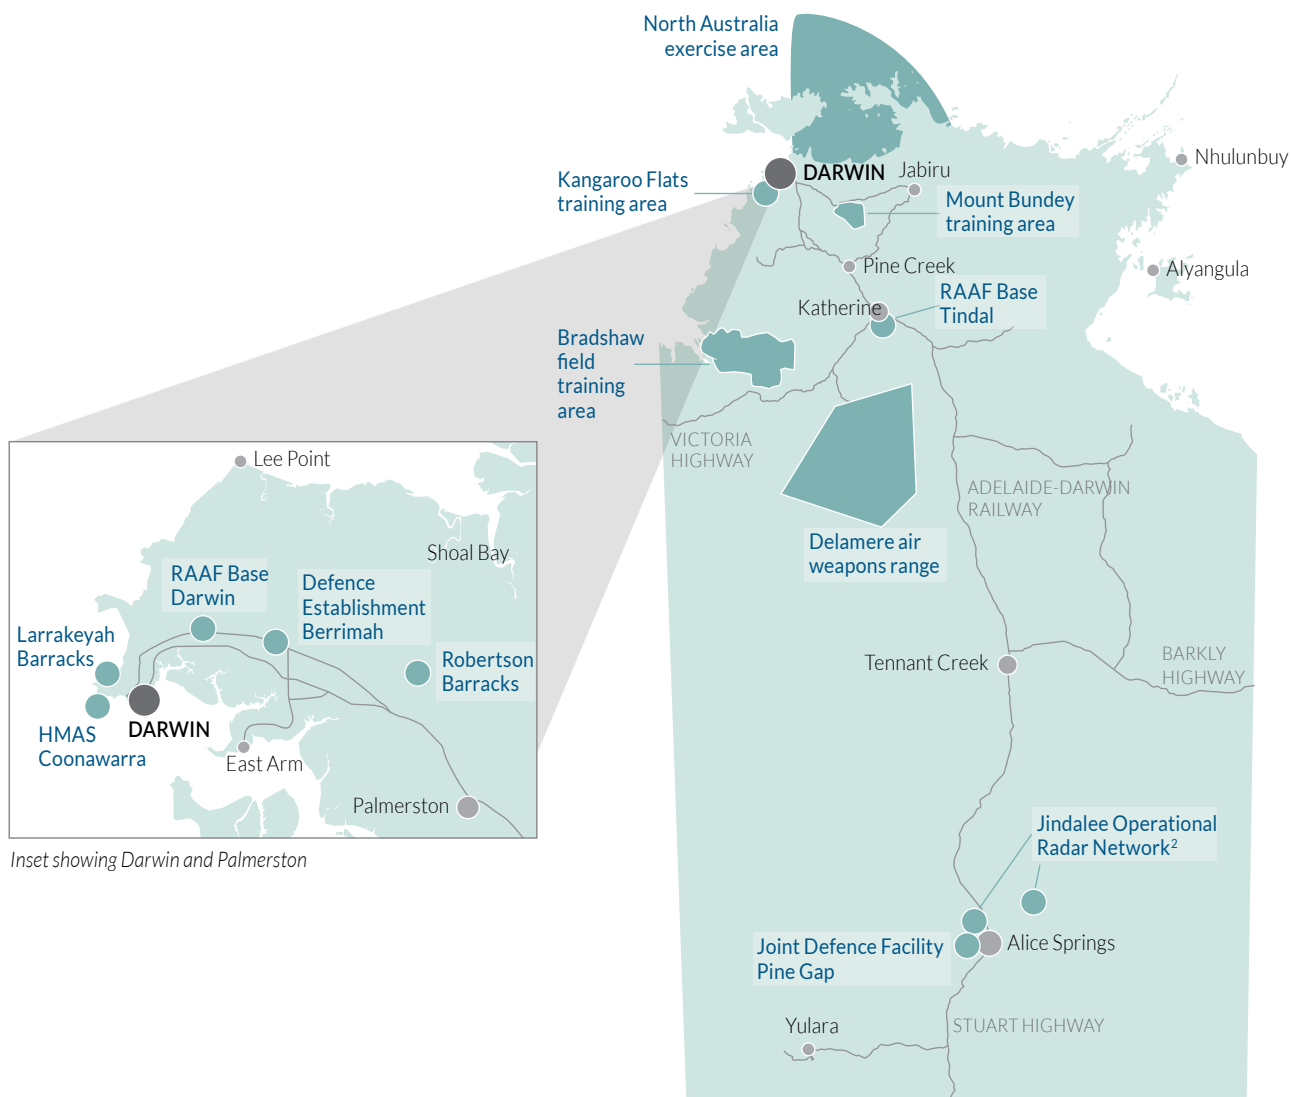 North Australia
exercise area
Nhulunbuy
DARWIN
Jabiru
Kangaroo Flats
training area
Mount Bundey
training area
Pine Creek
Alyangula
RAAF Base
Tindal
Katherine
Bradshaw
field
training
area
VICTORIA
HIGHWAY
ADELAIDE-DARWIN
RAILWAY
Delamere air
weapons range
Tennant Creek
BARKLY
HIGHWAY
Jindalee Operational
Radar Network2
Joint Defence Facility
Pine Gap
Alice Springs
Yulara
STUART HIGHWAY
Lee Point
Shoal Bay
RAAF Base
Darwin
Defence
Establishment
Berrimah
Larrakeyah
Barracks
Robertson
Barracks
HMAS
Coonawarra
DARWIN
East Arm
Palmerston
Inset showing Darwin and Palmerston